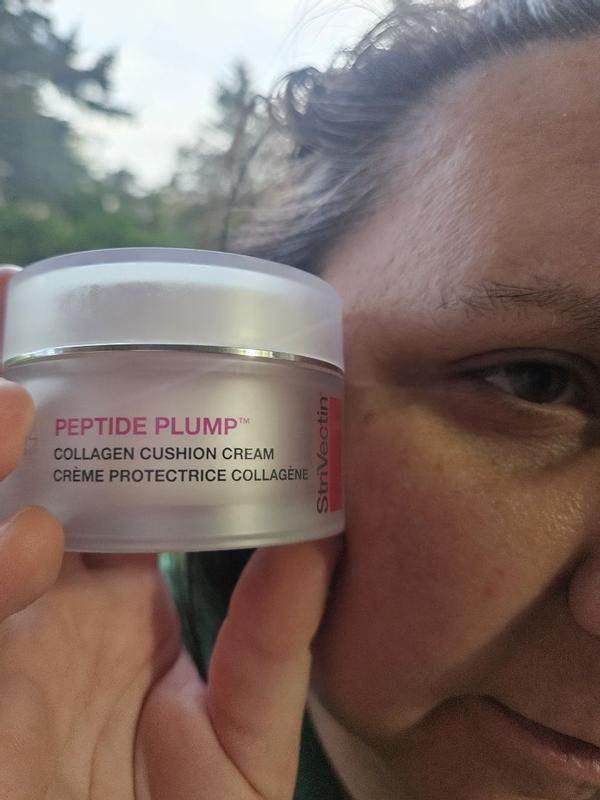 PEPTIDE PLUMP™
COLLAGEN CUSHION CREAM
CRÈME PROTECTRICE COLLAGÈNE
StriVectin